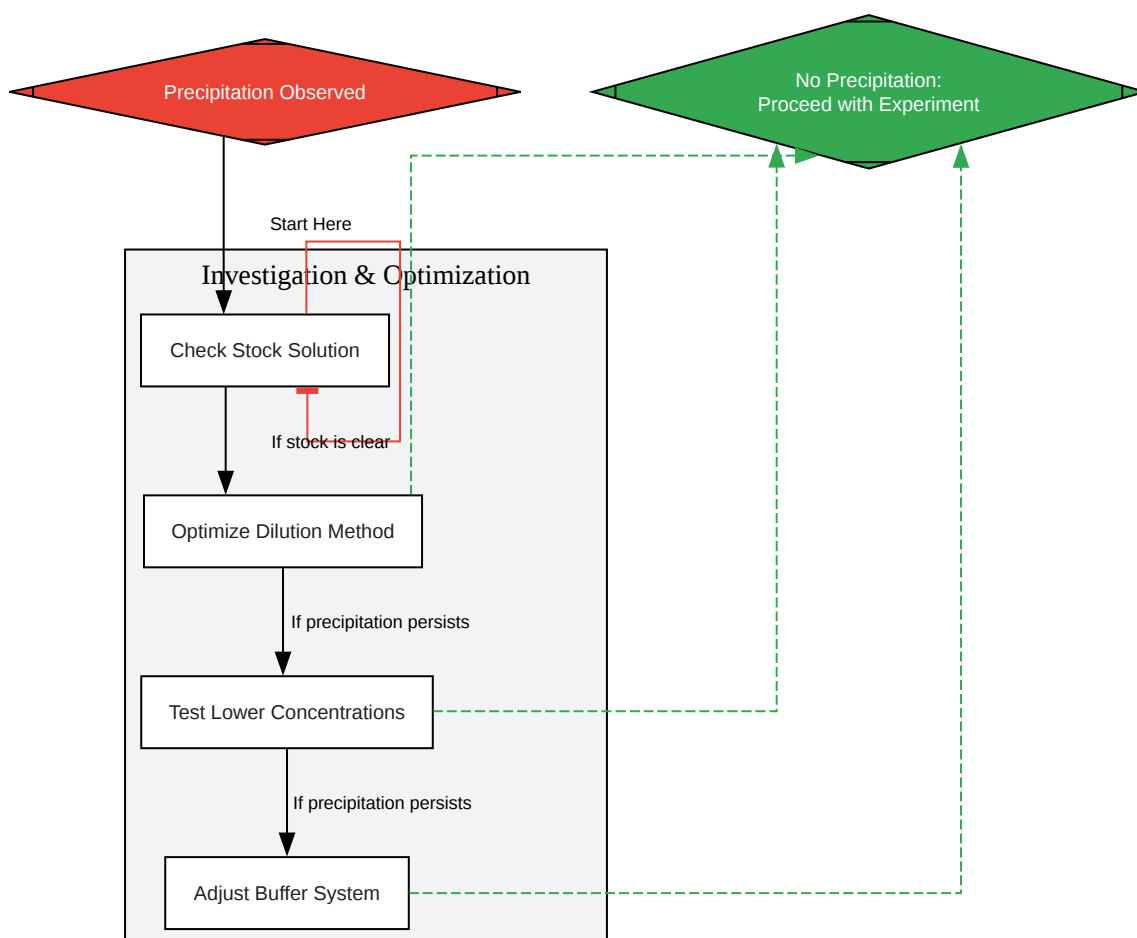 Precipitation Observed
No Precipitation:
Proceed with Experiment
Start Here
Investigation & Optimization
Check Stock Solution
If stock is clear
Optimize Dilution Method
If precipitation persists
Test Lower Concentrations
If precipitation persists
Adjust Buffer System